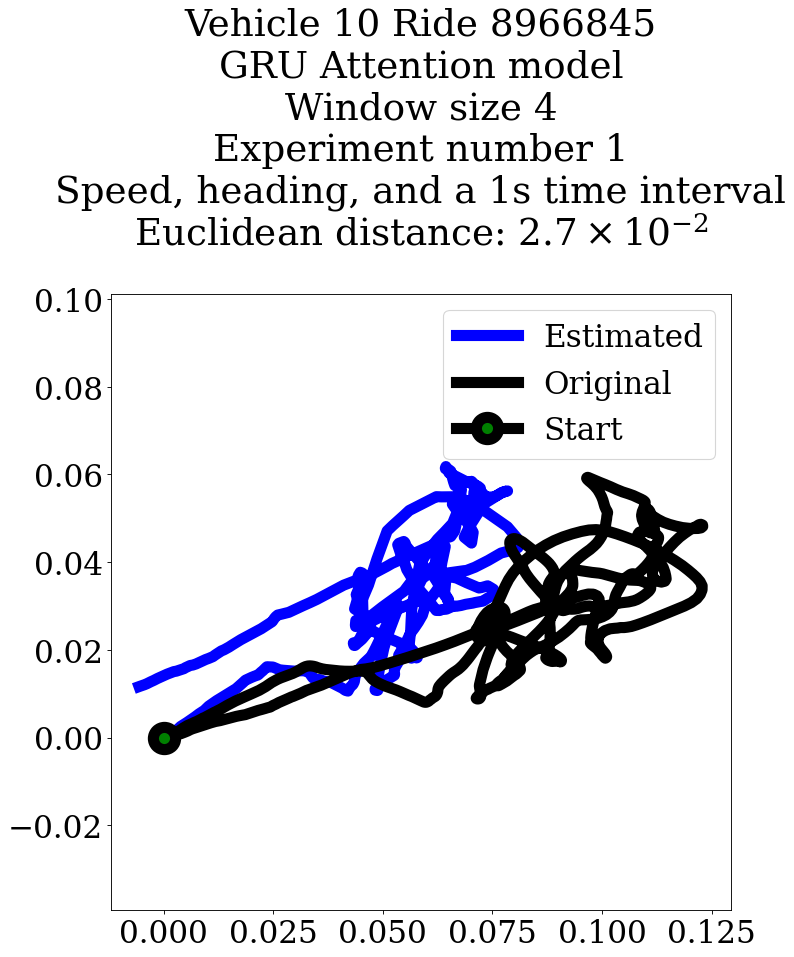 Vehicle 10 Ride 8966845
GRU Attention model
Window size 4
Experiment number 1
Speed, heading, and a 1s time interval
Euclidean distance: 2.7 × 10⁻²
Estimated
Original
Start
0.10
0.08
0.06
0.04
0.02
0.00
−0.02
0.000 0.025 0.050 0.075 0.100 0.125